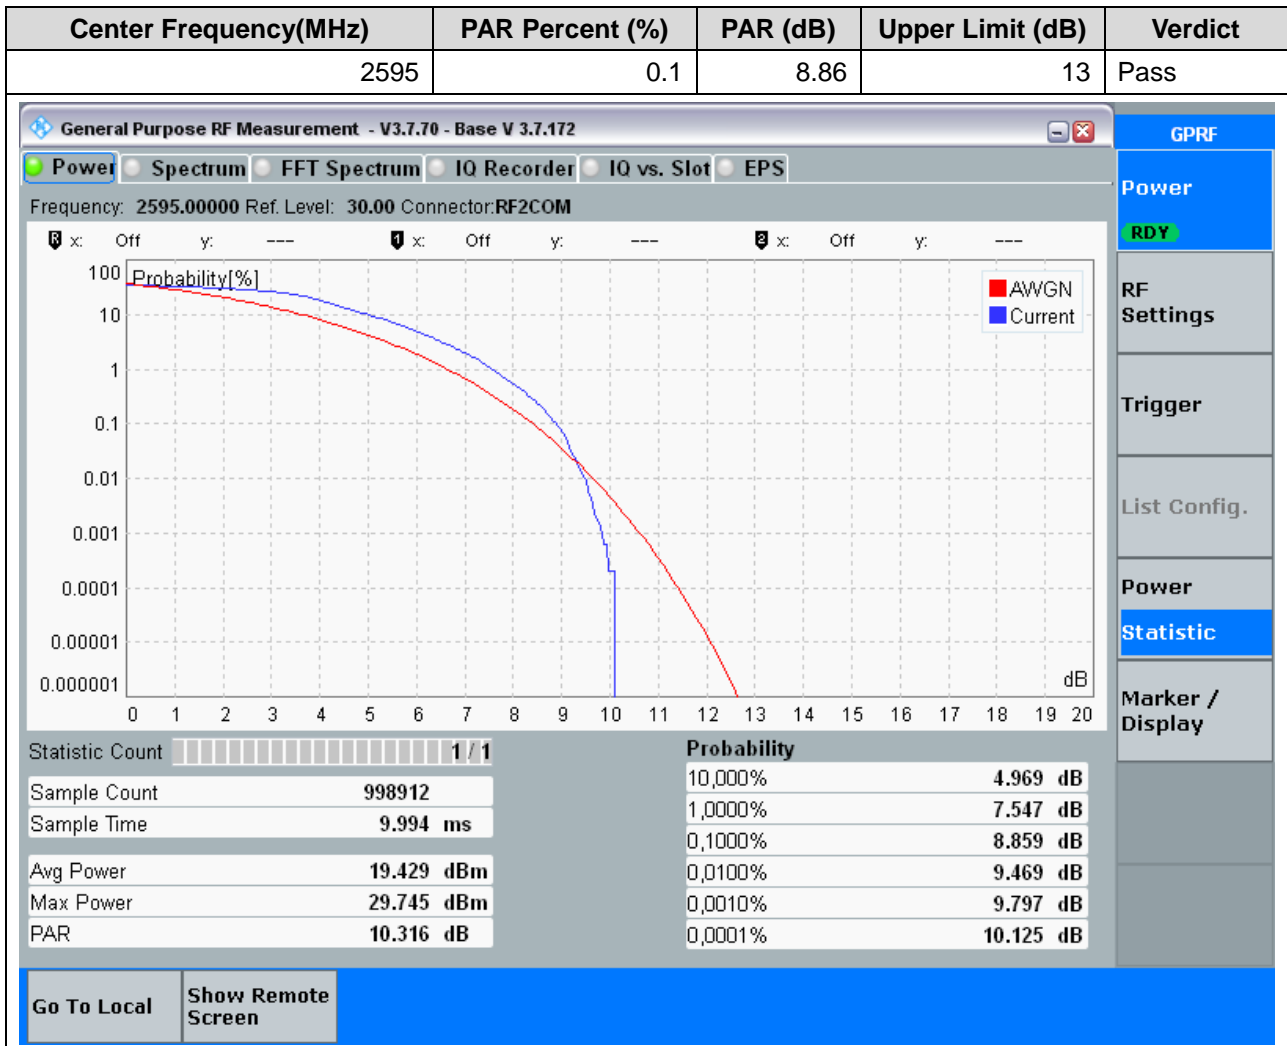 Center Frequency(MHz) PAR Percent (%) PAR (dB) Upper Limit (dB) Verdict
2595 0.1 8.86 13 Pass
General Purpose RF Measurement - V3.7.70 - Base V 3.7.172
GPRF
Power Spectrum FFT Spectrum IQ Recorder IQ vs. Slot EPS
Frequency: 2595.00000 Ref. Level: 30.00 Connector:RF2COM
R x: Off y: --- 1 x: Off y: --- 2 x: Off y: ---
Probability[%]
100
10
1
0.1
0.01
0.001
0.0001
0.00001
0.000001
AWGN
Current
dB
0 1 2 3 4 5 6 7 8 9 10 11 12 13 14 15 16 17 18 19 20
Statistic Count 1 / 1
Sample Count 998912
Sample Time 9.994 ms
Avg Power 19.429 dBm
Max Power 29.745 dBm
PAR 10.316 dB
Probability
10,000% 4.969 dB
1,0000% 7.547 dB
0,1000% 8.859 dB
0,0100% 9.469 dB
0,0010% 9.797 dB
0,0001% 10.125 dB
Power
RDY
RF
Settings
Trigger
List Config.
Power
Statistic
Marker /
Display
Go To Local
Show Remote
Screen